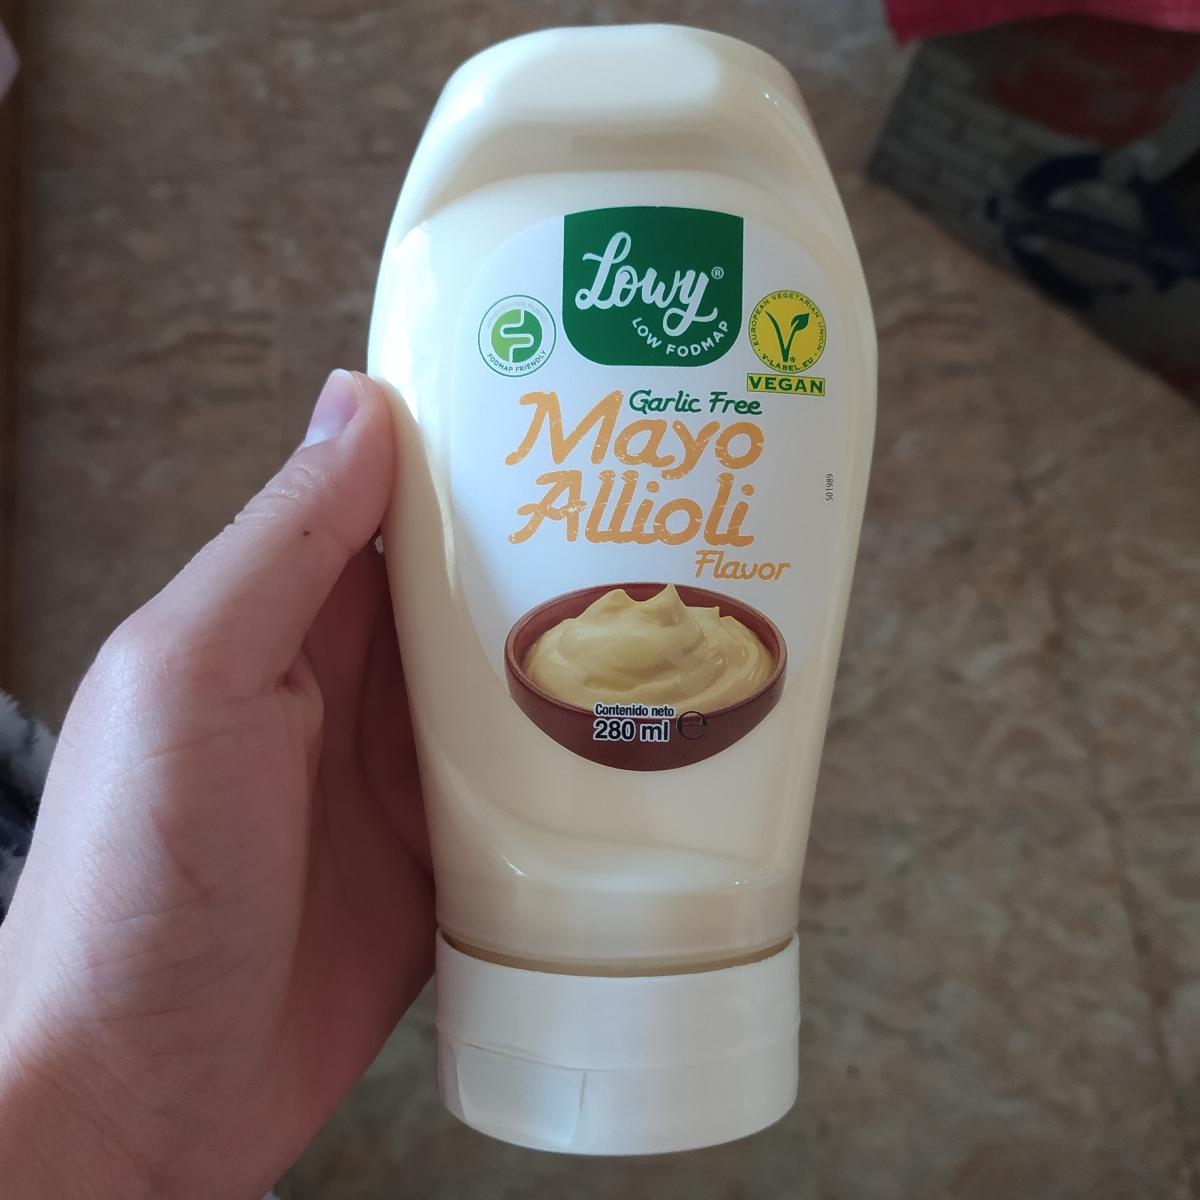 Lowy®
LOW FODMAP
FODMAP FRIENDLY
EUROPEAN VEGETARIAN UNION
V-LABEL.EU
VEGAN
Garlic Free
Mayo
Allioli
Flavor
501989
Contenido neto
280 ml e